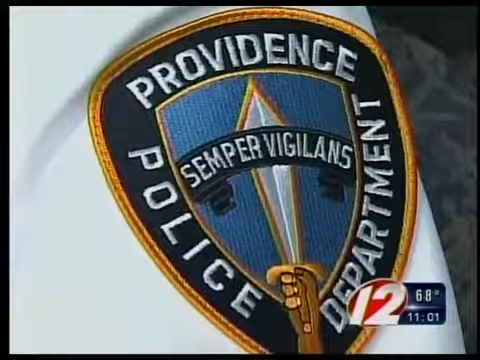 PROVIDENCE
POLICE
DEPARTMENT
SEMPER VIGILANS
12
68°
11:01